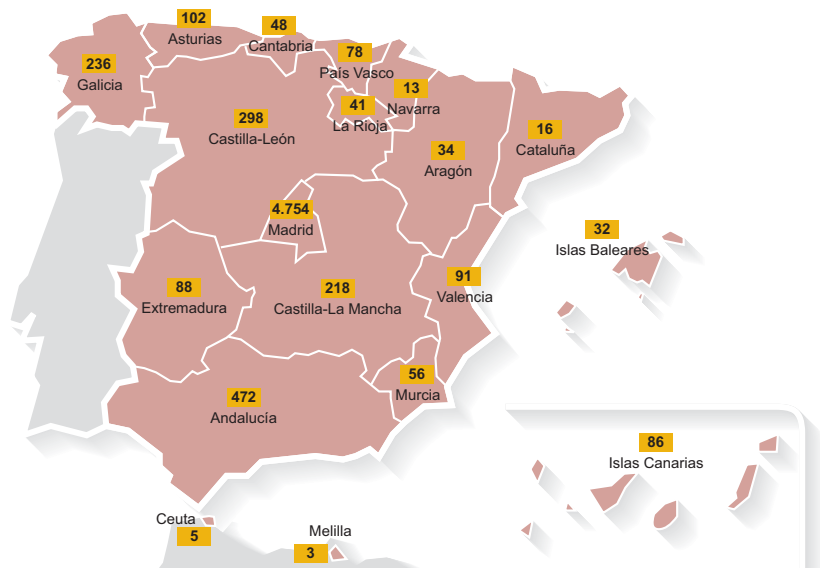 102
Asturias
48
Cantabria
236
Galicia
78
País Vasco
13
Navarra
41
La Rioja
298
Castilla-León
34
Aragón
16
Cataluña
4.754
Madrid
32
Islas Baleares
88
Extremadura
218
Castilla-La Mancha
91
Valencia
56
Murcia
472
Andalucía
86
Islas Canarias
Ceuta
5
Melilla
3